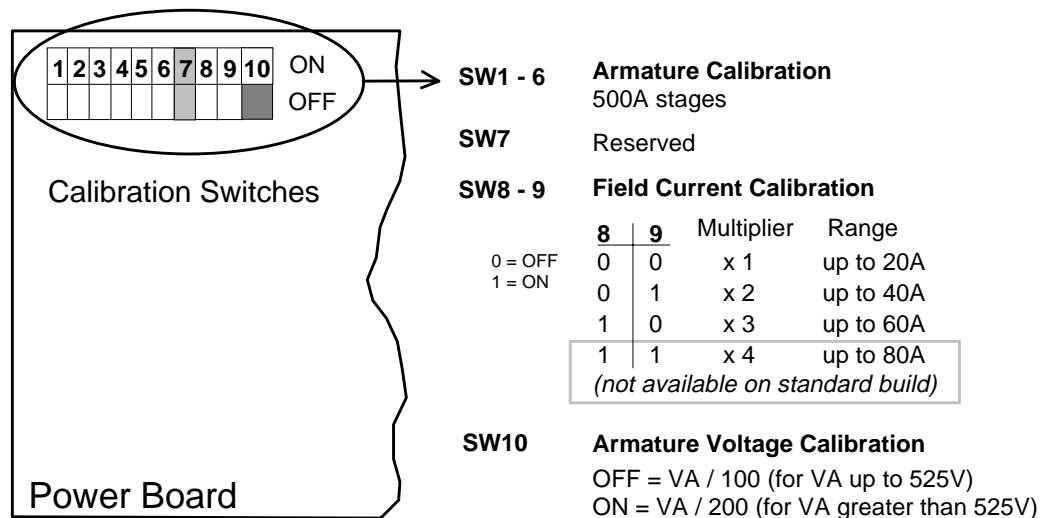 1 2 3 4 5 6 7 8 9 10 ON
OFF
Calibration Switches
Power Board
SW1 - 6 Armature Calibration
500A stages
SW7 Reserved
SW8 - 9 Field Current Calibration
8 9 Multiplier Range
0 = OFF 0 0 x 1 up to 20A
1 = ON 0 1 x 2 up to 40A
1 0 x 3 up to 60A
1 1 x 4 up to 80A
(not available on standard build)
SW10 Armature Voltage Calibration
OFF = VA / 100 (for VA up to 525V)
ON = VA / 200 (for VA greater than 525V)